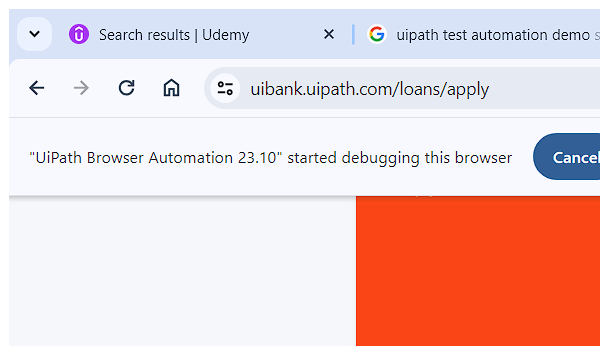 Search results | Udemy
uipath test automation demo s
uibank.uipath.com/loans/apply
"UiPath Browser Automation 23.10" started debugging this browser
Cancel